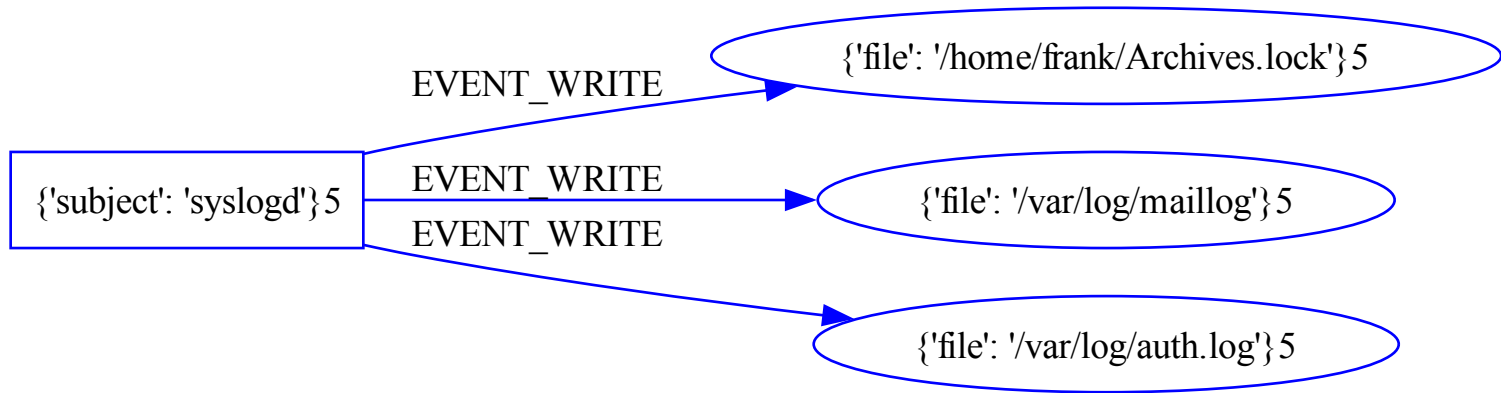 {'file': '/home/frank/Archives.lock'}5
EVENT_WRITE
{'subject': 'syslogd'}5
EVENT_WRITE
{'file': '/var/log/maillog'}5
EVENT_WRITE
{'file': '/var/log/auth.log'}5